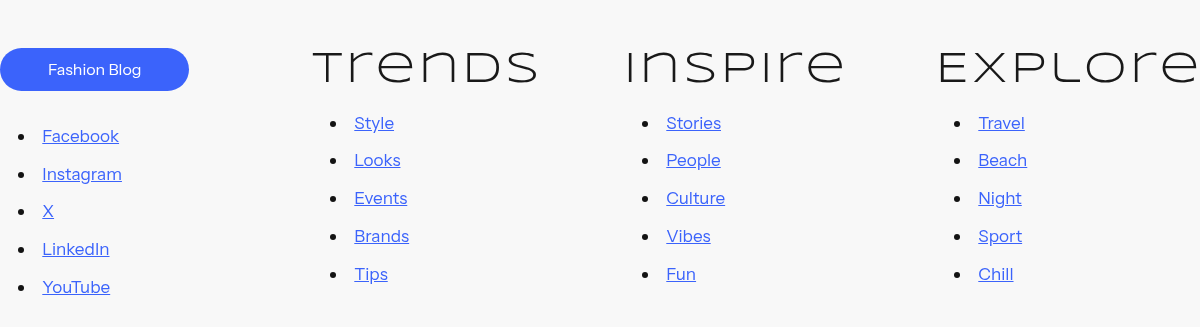 Fashion Blog
Facebook
Instagram
X
LinkedIn
YouTube
Trends
Style
Looks
Events
Brands
Tips
Inspire
Stories
People
Culture
Vibes
Fun
Explore
Travel
Beach
Night
Sport
Chill